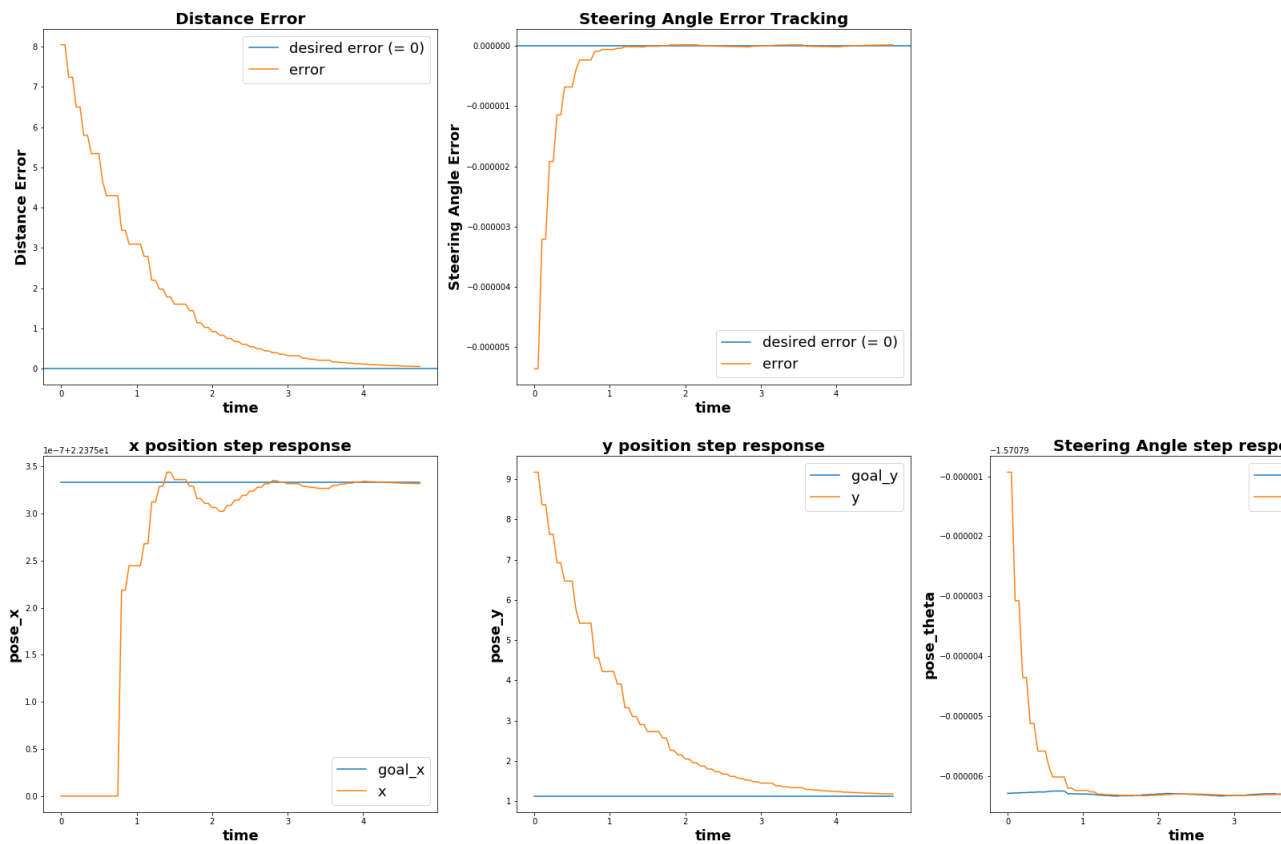 Distance Error
Distance Error
8
7
6
5
4
3
2
1
0
desired error (= 0)
error
0 1 2 3 4
time
Steering Angle Error Tracking
Steering Angle Error
0.000000
−0.000001
−0.000002
−0.000003
−0.000004
−0.000005
desired error (= 0)
error
0 1 2 3 4
time
x position step response
1e−7+2.2375e1
pose_x
3.5
3.0
2.5
2.0
1.5
1.0
0.5
0.0
goal_x
x
0 1 2 3 4
time
y position step response
pose_y
9
8
7
6
5
4
3
2
1
goal_y
y
0 1 2 3 4
time
Steering Angle step resp
−1.57079
pose_theta
−0.000001
−0.000002
−0.000003
−0.000004
−0.000005
−0.000006
0 1 2 3
time